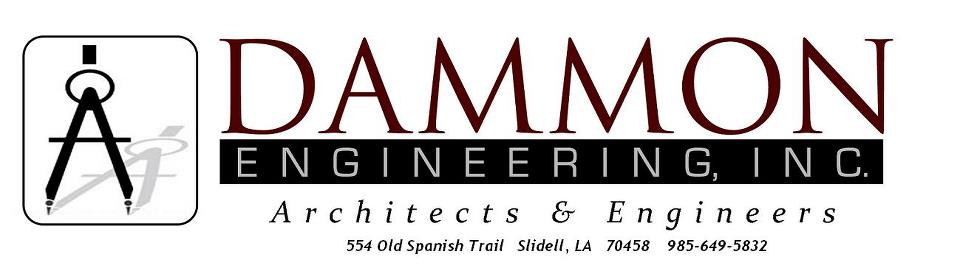 DAMMON
ENGINEERING, INC.
Architects & Engineers
554 Old Spanish Trail Slidell, LA 70458 985-649-5832